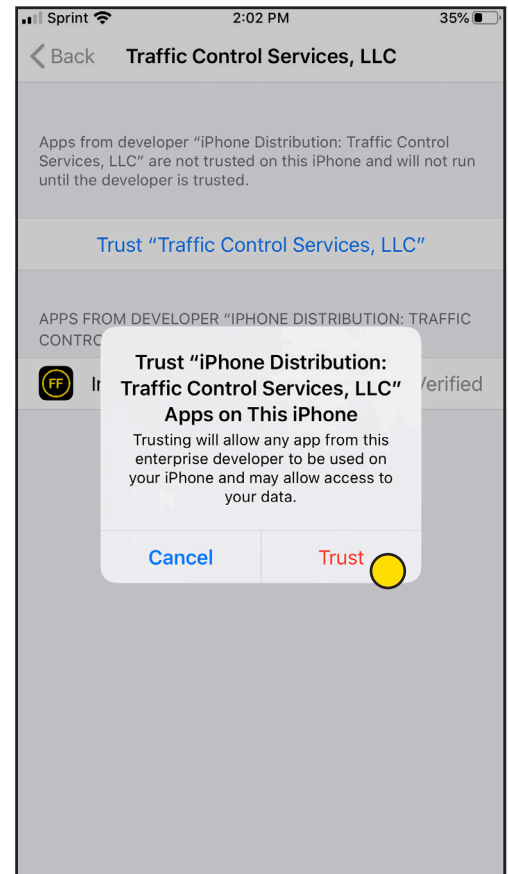 Sprint 2:02 PM 35%
Back Traffic Control Services, LLC
Apps from developer “iPhone Distribution: Traffic Control
Services, LLC” are not trusted on this iPhone and will not run
until the developer is trusted.
Trust “Traffic Control Services, LLC”
APPS FROM DEVELOPER “IPHONE DISTRIBUTION: TRAFFIC
FF
Trust “iPhone Distribution:
Traffic Control Services, LLC”
Apps on This iPhone
Trusting will allow any app from this
enterprise developer to be used on
your iPhone and may allow access to
your data.
Cancel Trust